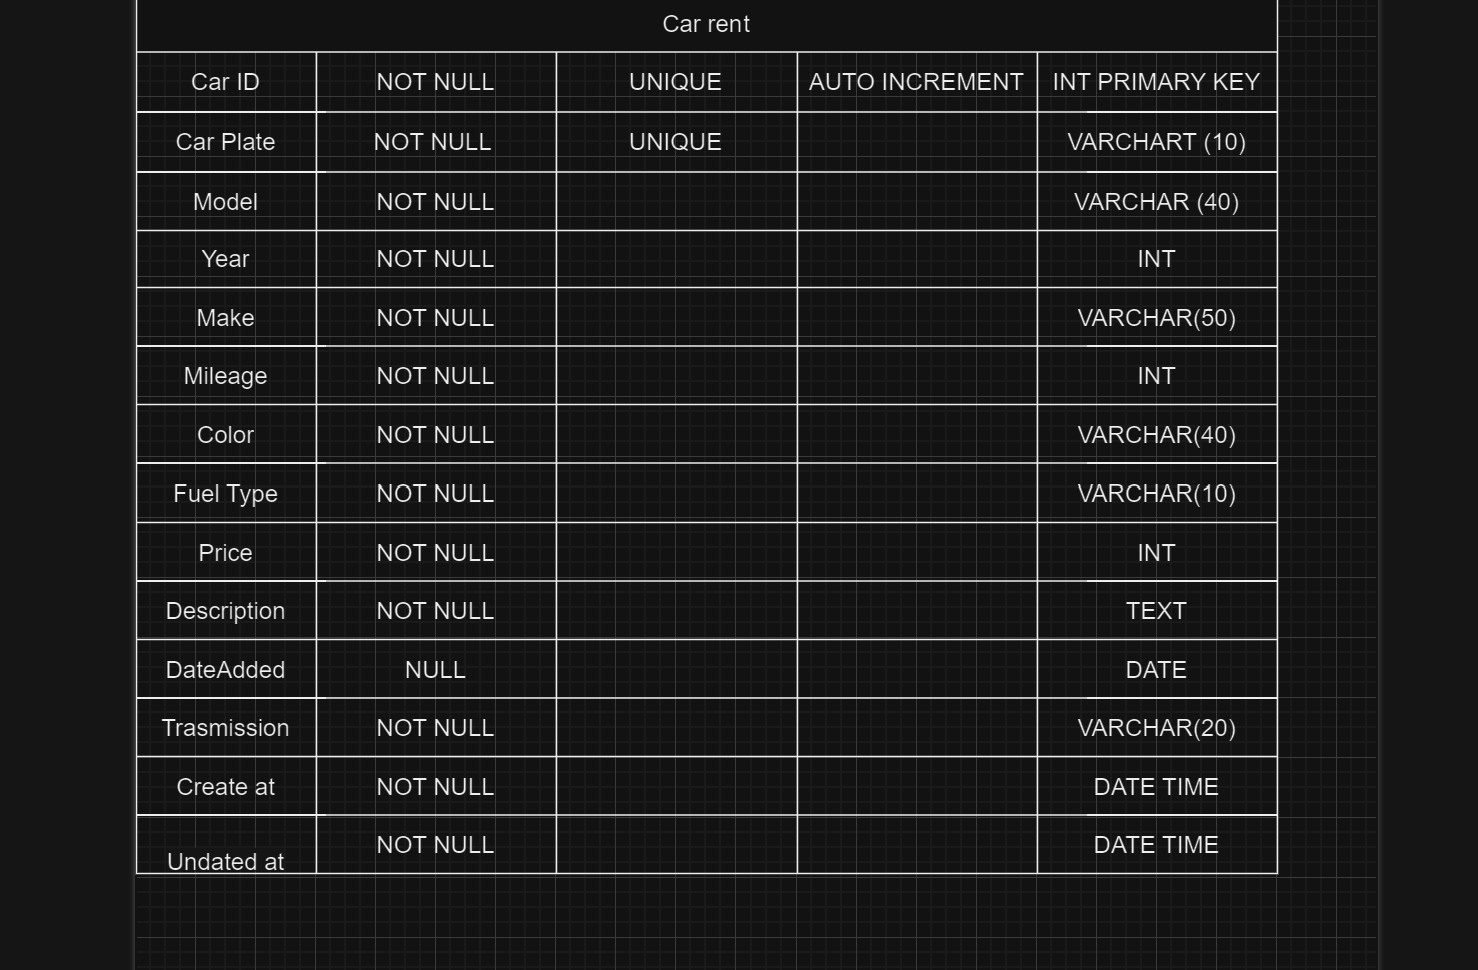 Car rent
Car ID NOT NULL UNIQUE AUTO INCREMENT INT PRIMARY KEY
Car Plate NOT NULL UNIQUE VARCHART (10)
Model NOT NULL VARCHAR (40)
Year NOT NULL INT
Make NOT NULL VARCHAR(50)
Mileage NOT NULL INT
Color NOT NULL VARCHAR(40)
Fuel Type NOT NULL VARCHAR(10)
Price NOT NULL INT
Description NOT NULL TEXT
DateAdded NULL DATE
Trasmission NOT NULL VARCHAR(20)
Create at NOT NULL DATE TIME
Undated at NOT NULL DATE TIME